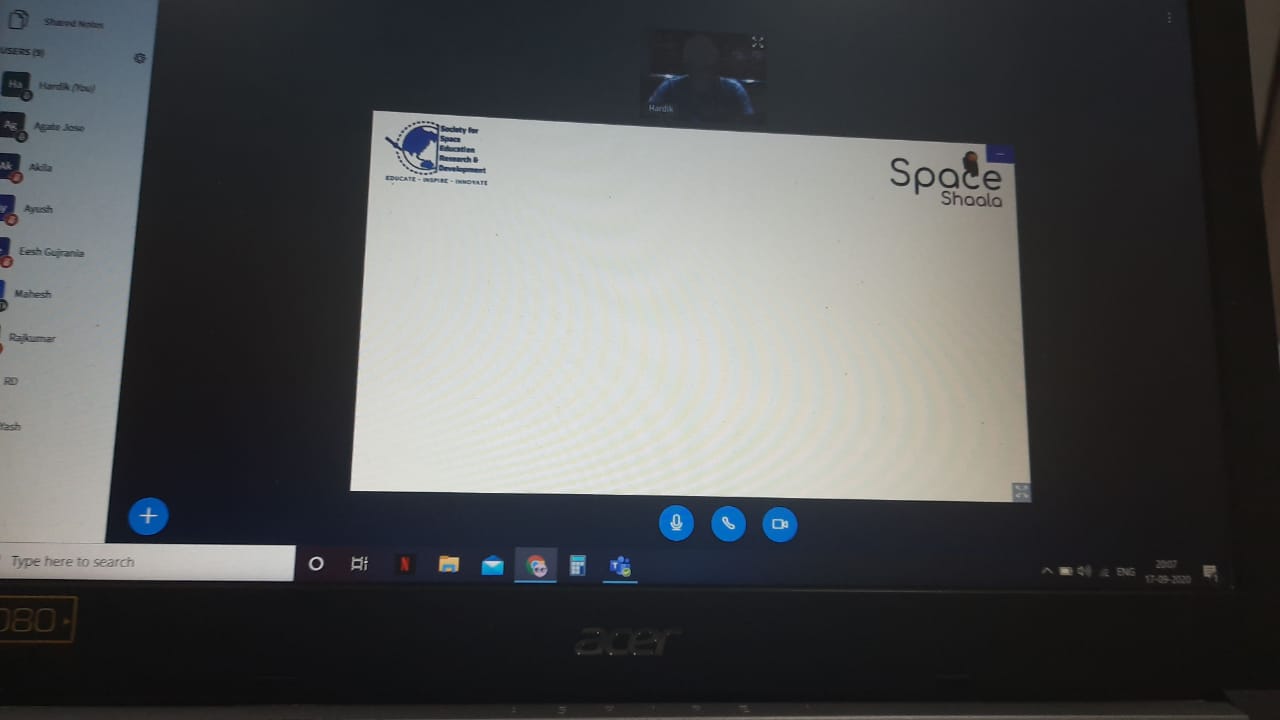 Shared Notes
USERS (9)
Ha
Hardik (You)
Ag
Agate Jose
Ak
Akila
Ayush
Eesh Gujrania
Mahesh
Rajkumar
RD
Yash
Hardik
Society for
Space
Education
Research &
Development
EDUCATE - INSPIRE - INNOVATE
Space
Shaala
Type here to search
N
T
ENG
20:07
17-09-2020
080
acer